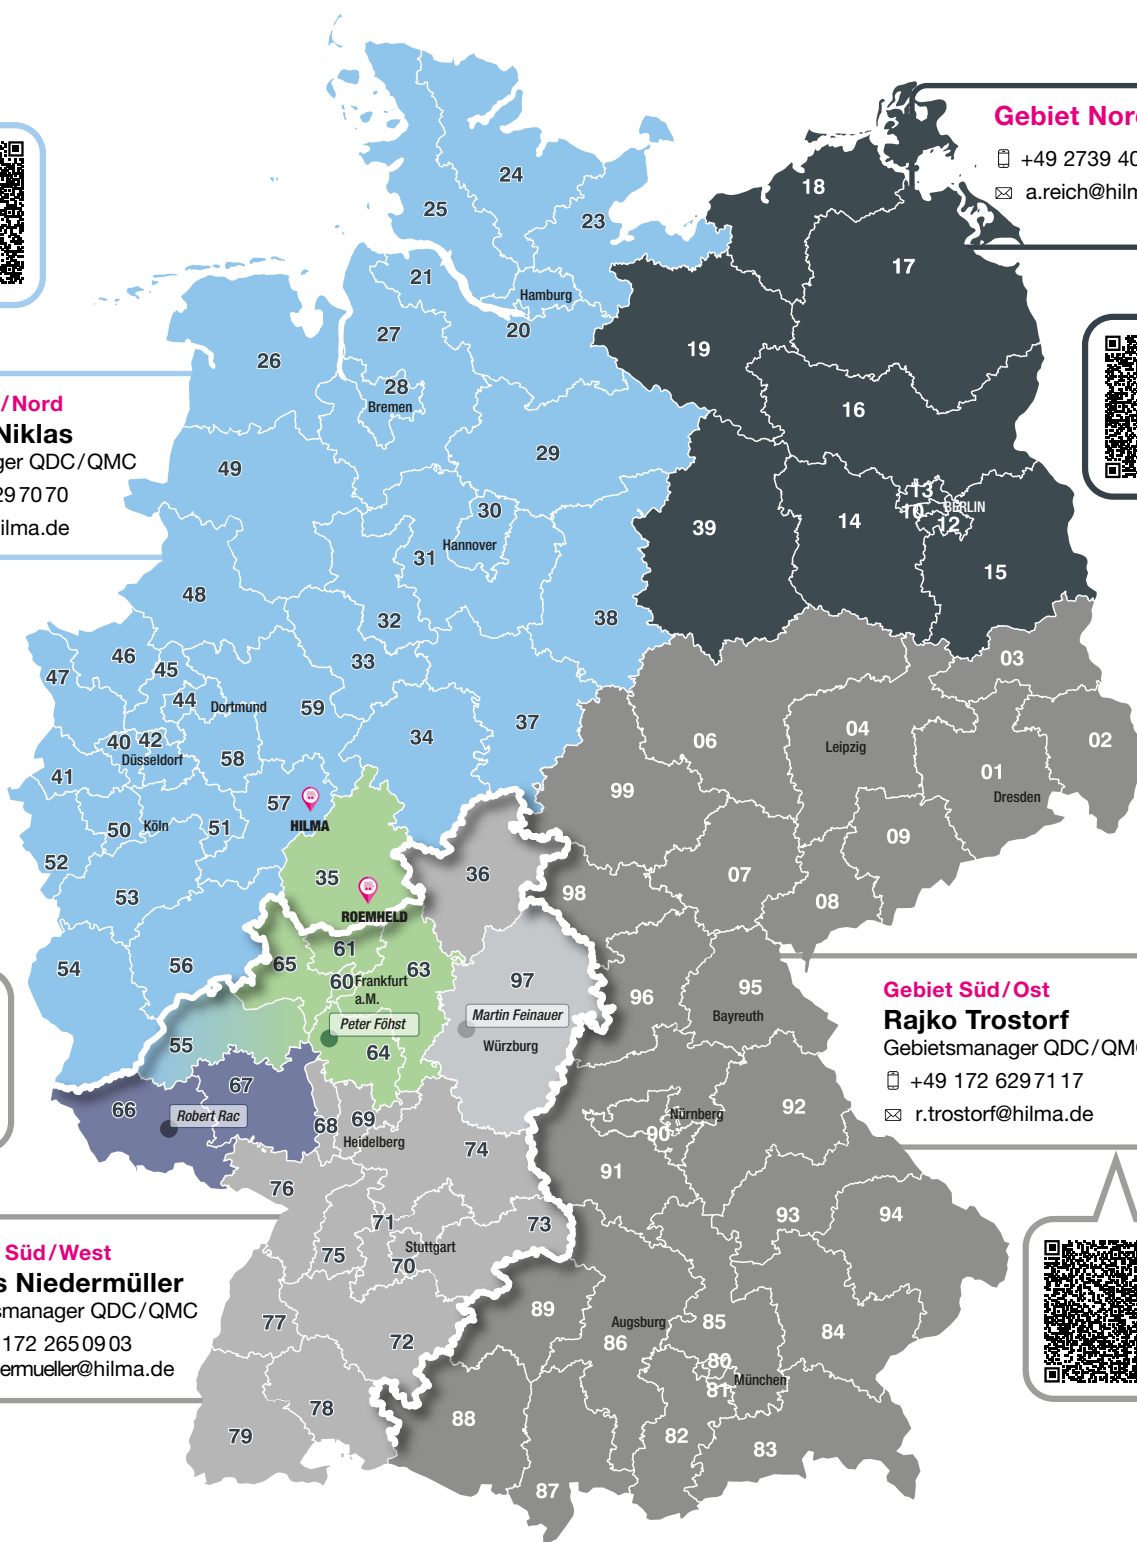 Gebiet Nor
+49 2739 40
a.reich@hilm
/Nord
Niklas
ger QDC/QMC
29 70 70
hilma.de
24
25
23
18
17
21
Hamburg
20
27
19
26
28
Bremen
16
29
49
13
30
10
BERLIN
12
39
14
Hannover
31
15
48
38
32
46
45
33
03
47
44
Dortmund
59
37
34
04
Leipzig
06
02
40
42
Düsseldorf
58
41
01
99
Dresden
57
HILMA
50
Köln
51
09
52
36
35
07
53
98
08
ROEMHELD
61
54
56
65
63
60
Frankfurt
a.M.
97
96
95
Bayreuth
Peter Föhst
Martin Feinauer
55
64
Würzburg
67
66
Robert Rac
68
69
Heidelberg
74
Nürnberg
90
92
91
76
71
73
93
94
75
Stuttgart
70
77
72
89
Augsburg
86
85
84
80
München
81
78
88
79
82
83
87
Gebiet Süd/Ost
Rajko Trostorf
Gebietsmanager QDC/QMC
+49 172 6297117
r.trostorf@hilma.de
Süd/West
s Niedermüller
smanager QDC/QMC
172 2650903
ermueller@hilma.de